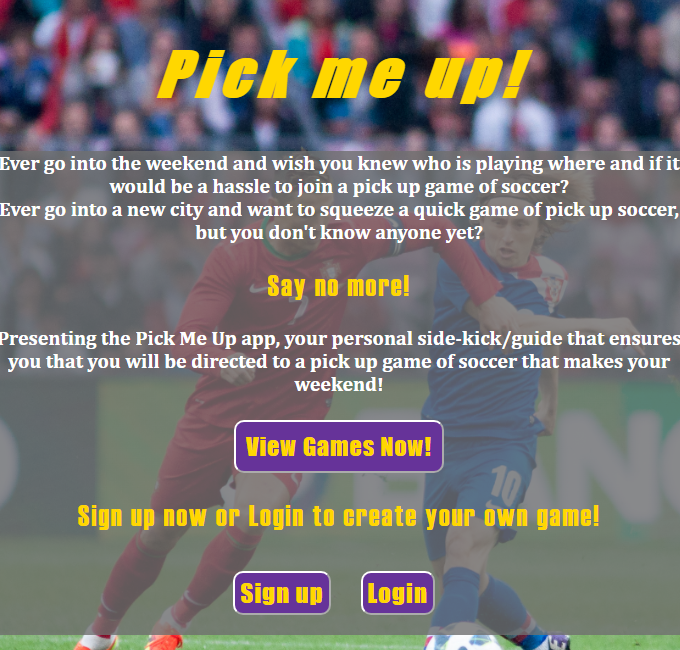 Pick me up!
Ever go into the weekend and wish you knew who is playing where and if it
would be a hassle to join a pick up game of soccer?
Ever go into a new city and want to squeeze a quick game of pick up soccer,
but you don't know anyone yet?
Say no more!
Presenting the Pick Me Up app, your personal side-kick/guide that ensures
you that you will be directed to a pick up game of soccer that makes your
weekend!
View Games Now!
10
Sign up now or Login to create your own game!
Sign up Login